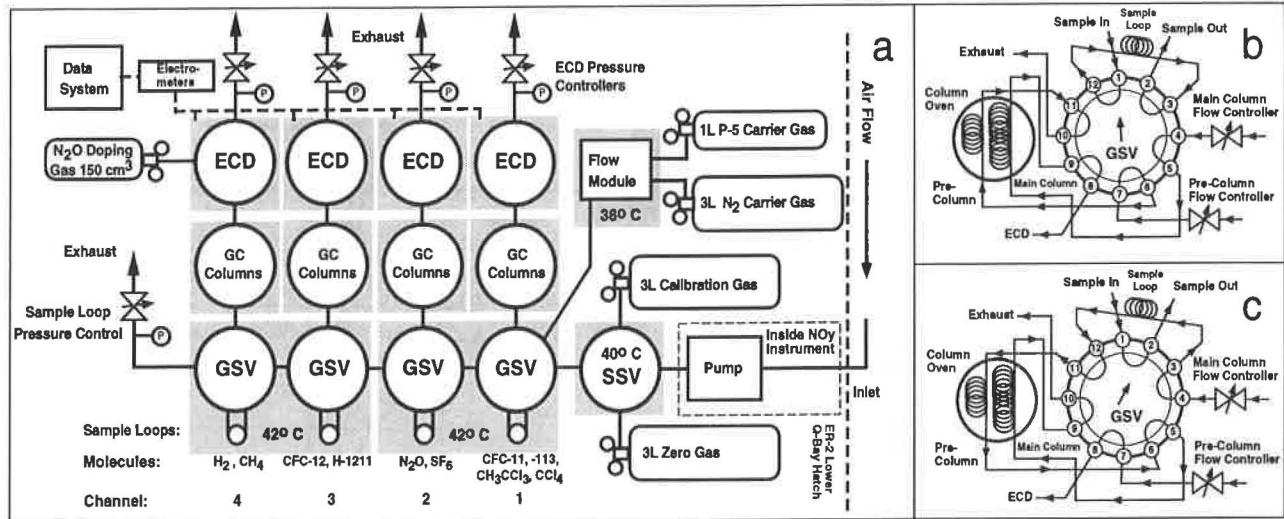 a
Data
System
Electro-
meters
Exhaust
P
P
P
P
ECD Pressure
Controllers
Air Flow
N2O Doping
Gas 150 cm3
ECD
ECD
ECD
ECD
Flow
Module
36º C
1L P-5 Carrier Gas
3L N2 Carrier Gas
Exhaust
GC
Columns
GC
Columns
GC
Columns
GC
Columns
3L Calibration Gas
Sample Loop
Pressure Control
P
GSV
GSV
GSV
GSV
40º C
SSV
Inside NOy
Instrument
Pump
Inlet
Sample Loops:
42º C
42º C
3L Zero Gas
ER-2 Lower
Q-Bay Hatch
Molecules:
H2 , CH4
CFC-12, H-1211
N2O, SF6
CFC-11, -113,
CH3CCl3, CCl4
Channel:
4
3
2
1
b
Sample In
Sample
Loop
Sample Out
Exhaust
Column
Oven
Main Column
Flow Controller
GSV
1
2
3
4
5
6
7
8
9
10
11
12
Pre-
Column
Main Column
Pre-Column
Flow Controller
ECD
c
Sample In
Sample
Loop
Sample Out
Exhaust
Column
Oven
Main Column
Flow Controller
GSV
1
2
3
4
5
6
7
8
9
10
11
12
Pre-
Column
Main Column
Pre-Column
Flow Controller
ECD